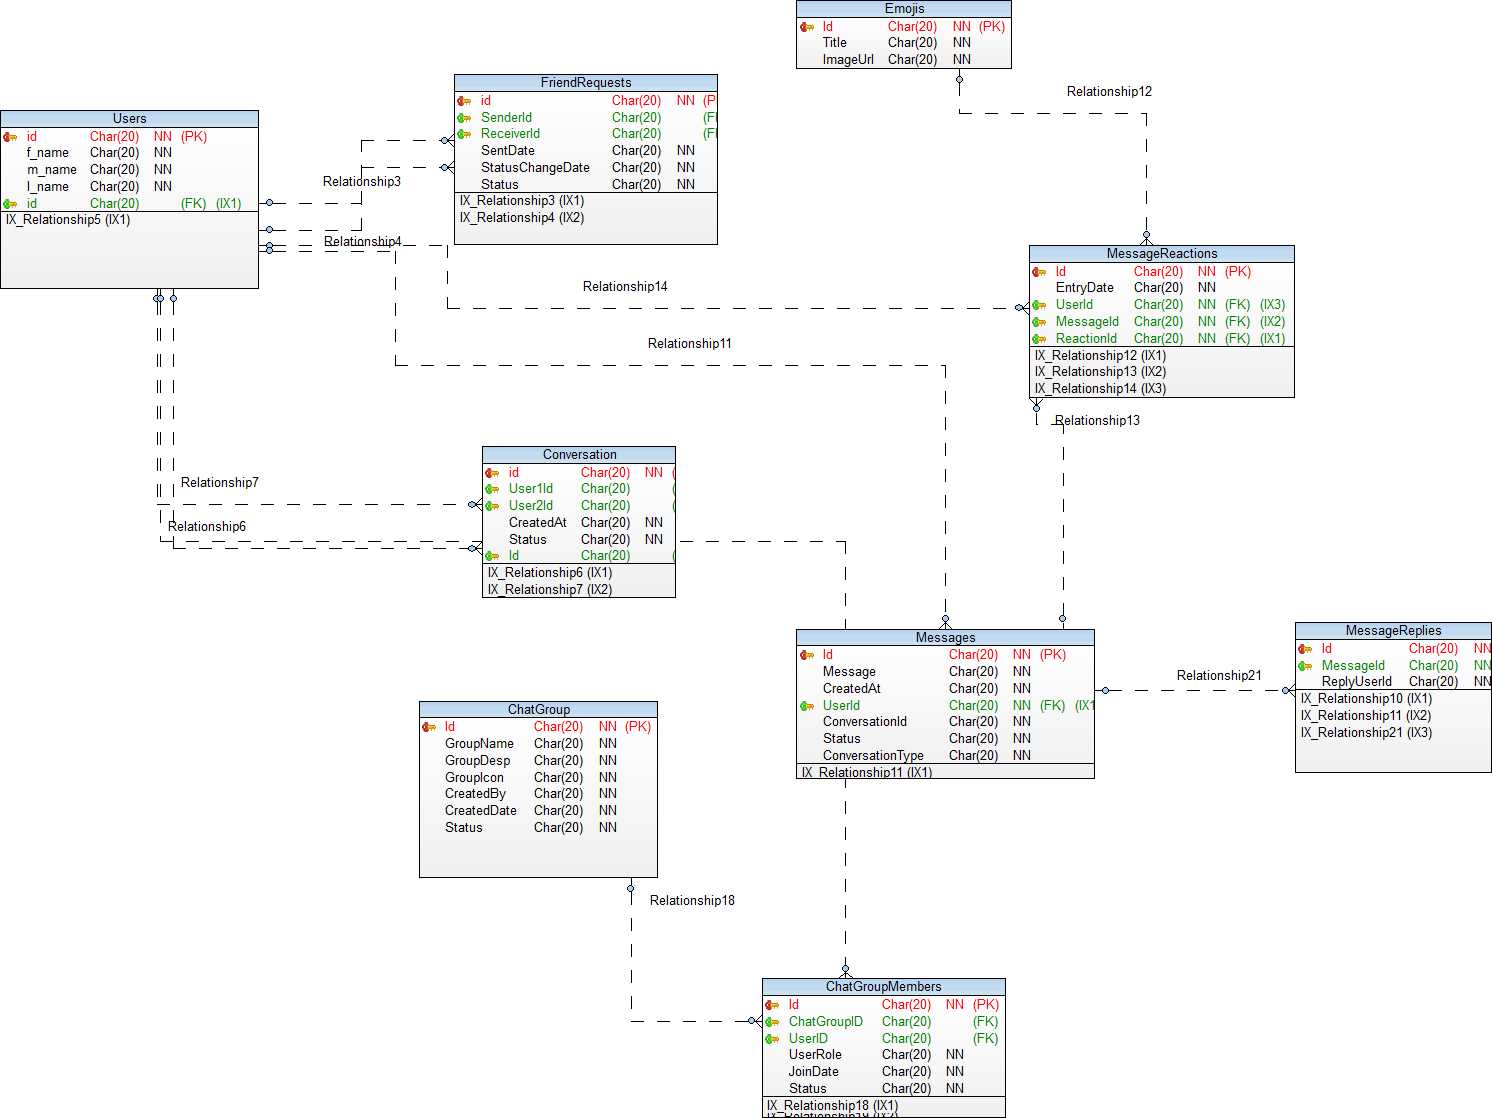 Emojis
Id Char(20) NN (PK)
Title Char(20) NN
ImageUrl Char(20) NN
Relationship12
FriendRequests
id Char(20) NN (P
SenderId Char(20) (F
ReceiverId Char(20) (F
SentDate Char(20) NN
StatusChangeDate Char(20) NN
Status Char(20) NN
IX_Relationship3 (IX1)
IX_Relationship4 (IX2)
Users
id Char(20) NN (PK)
f_name Char(20) NN
m_name Char(20) NN
l_name Char(20) NN
id Char(20) (FK) (IX1)
IX_Relationship5 (IX1)
Relationship3
Relationship4
Relationship14
Relationship11
MessageReactions
Id Char(20) NN (PK)
EntryDate Char(20) NN
UserId Char(20) NN (FK) (IX3)
MessageId Char(20) NN (FK) (IX2)
ReactionId Char(20) NN (FK) (IX1)
IX_Relationship12 (IX1)
IX_Relationship13 (IX2)
IX_Relationship14 (IX3)
Relationship13
Relationship7
Relationship6
Conversation
id Char(20) NN (
User1Id Char(20) (
User2Id Char(20) (
CreatedAt Char(20) NN
Status Char(20) NN
Id Char(20) (
IX_Relationship6 (IX1)
IX_Relationship7 (IX2)
Messages
Id Char(20) NN (PK)
Message Char(20) NN
CreatedAt Char(20) NN
UserId Char(20) NN (FK) (IX1
ConversationId Char(20) NN
Status Char(20) NN
ConversationType Char(20) NN
IX_Relationship11 (IX1)
Relationship21
MessageReplies
Id Char(20) NN
MessageId Char(20) NN
ReplyUserId Char(20) NN
IX_Relationship10 (IX1)
IX_Relationship11 (IX2)
IX_Relationship21 (IX3)
ChatGroup
Id Char(20) NN (PK)
GroupName Char(20) NN
GroupDesp Char(20) NN
GroupIcon Char(20) NN
CreatedBy Char(20) NN
CreatedDate Char(20) NN
Status Char(20) NN
Relationship18
ChatGroupMembers
Id Char(20) NN (PK)
ChatGroupID Char(20) (FK)
UserID Char(20) (FK)
UserRole Char(20) NN
JoinDate Char(20) NN
Status Char(20) NN
IX_Relationship18 (IX1)